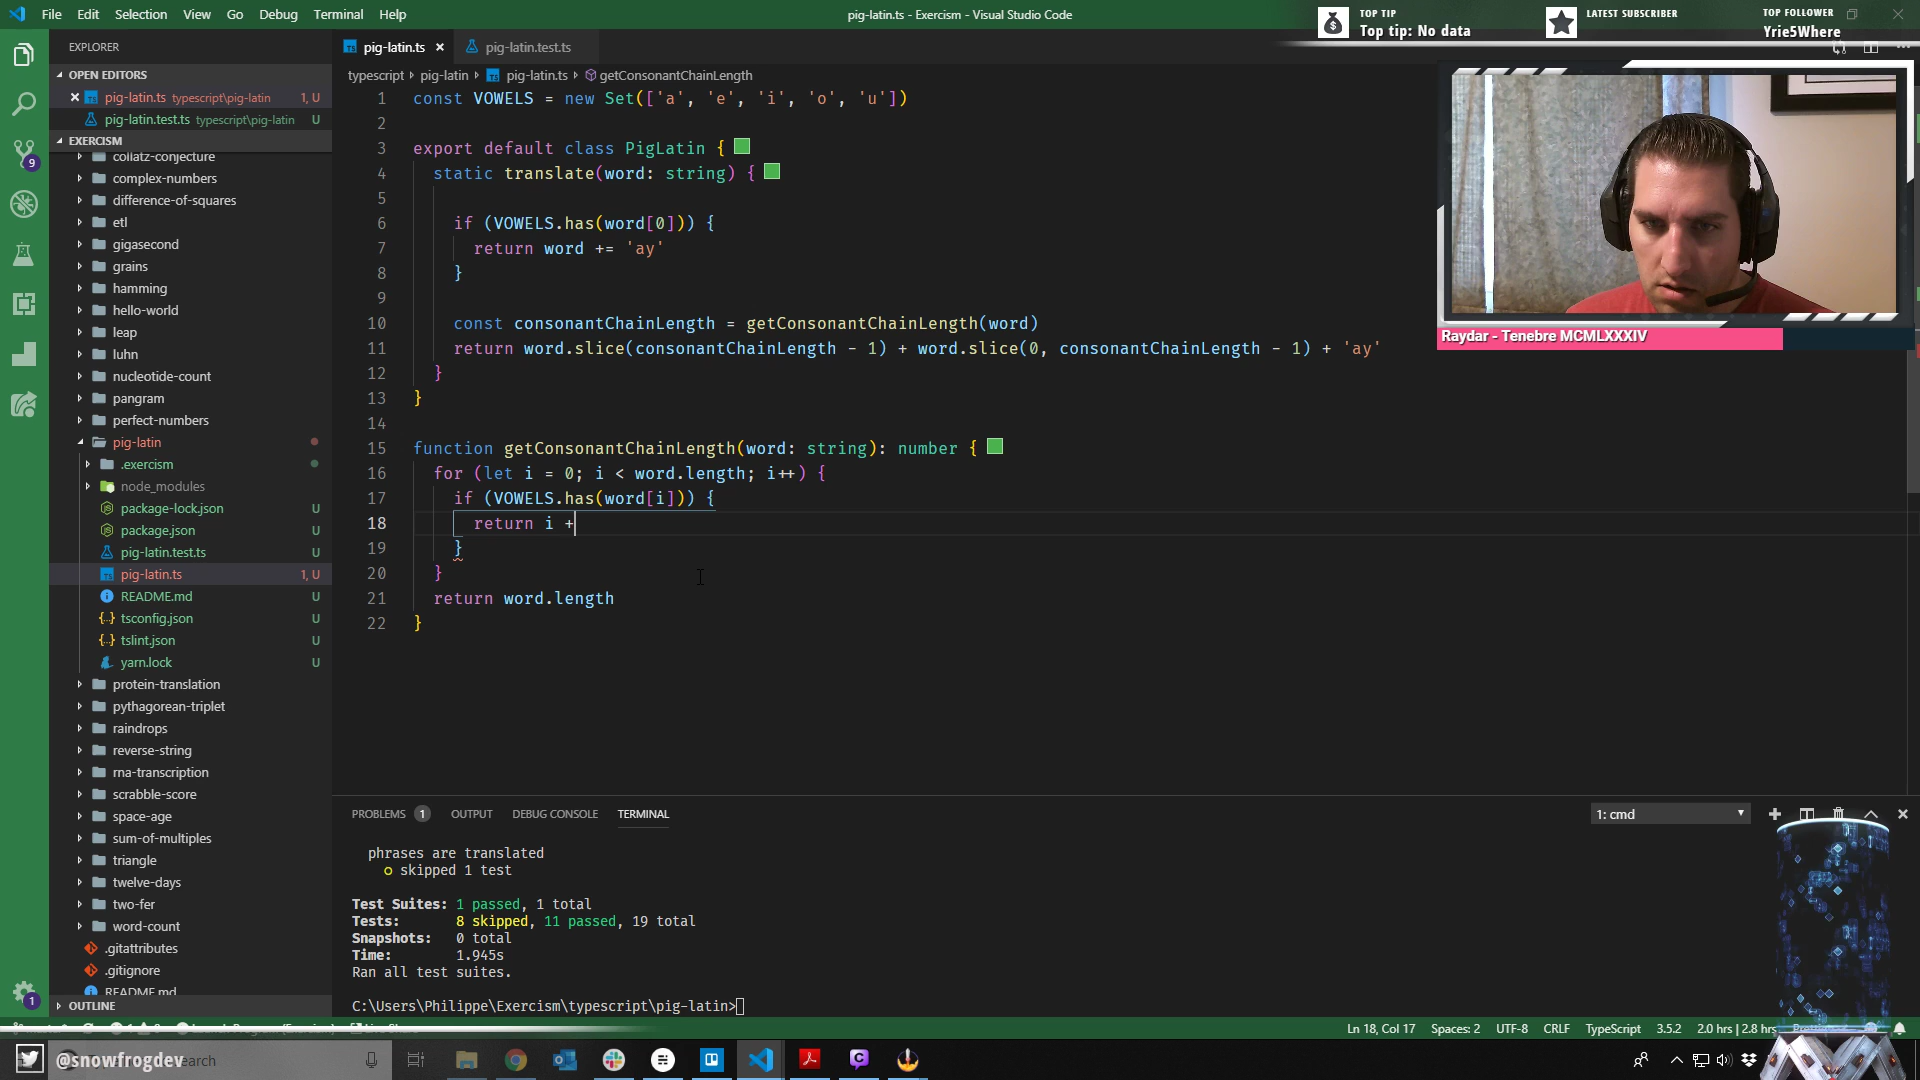 File Edit Selection View Go Debug Terminal Help
pig-latin.ts - Exercism - Visual Studio Code
TOP TIP
Top tip: No data
LATEST SUBSCRIBER
TOP FOLLOWER
Yrie5Where
EXPLORER
OPEN EDITORS
pig-latin.ts typescript\pig-latin 1, U
pig-latin.test.ts typescript\pig-latin U
EXERCISM
collatz-conjecture
complex-numbers
difference-of-squares
etl
gigasecond
grains
hamming
hello-world
leap
luhn
nucleotide-count
pangram
perfect-numbers
pig-latin
.exercism
node_modules
package-lock.json U
package.json U
pig-latin.test.ts U
pig-latin.ts 1, U
README.md U
tsconfig.json U
tslint.json U
yarn.lock U
protein-translation
pythagorean-triplet
raindrops
reverse-string
rna-transcription
scrabble-score
space-age
sum-of-multiples
triangle
twelve-days
two-fer
word-count
.gitattributes
.gitignore
README.md
OUTLINE
9
1
pig-latin.ts pig-latin.test.ts
typescript pig-latin pig-latin.ts getConsonantChainLength
1 const VOWELS = new Set(['a', 'e', 'i', 'o', 'u'])
2
3 export default class PigLatin {
4 static translate(word: string) {
5
6 if (VOWELS.has(word[0])) {
7 return word += 'ay'
8 }
9
10 const consonantChainLength = getConsonantChainLength(word)
11 return word.slice(consonantChainLength - 1) + word.slice(0, consonantChainLength - 1) + 'ay'
12 }
13 }
14
15 function getConsonantChainLength(word: string): number {
16 for (let i = 0; i < word.length; i++) {
17 if (VOWELS.has(word[i])) {
18 return i +
19 }
20 }
21 return word.length
22 }
Raydar - Tenebre MCMLXXXIV
PROBLEMS 1 OUTPUT DEBUG CONSOLE TERMINAL
1: cmd
phrases are translated
o skipped 1 test
Test Suites: 1 passed, 1 total
Tests: 8 skipped, 11 passed, 19 total
Snapshots: 0 total
Time: 1.945s
Ran all test suites.
C:\Users\Philippe\Exercism\typescript\pig-latin>
Ln 18, Col 17 Spaces: 2 UTF-8 CRLF TypeScript 3.5.2 2.0 hrs | 2.8 hrs
@snowfrogdev